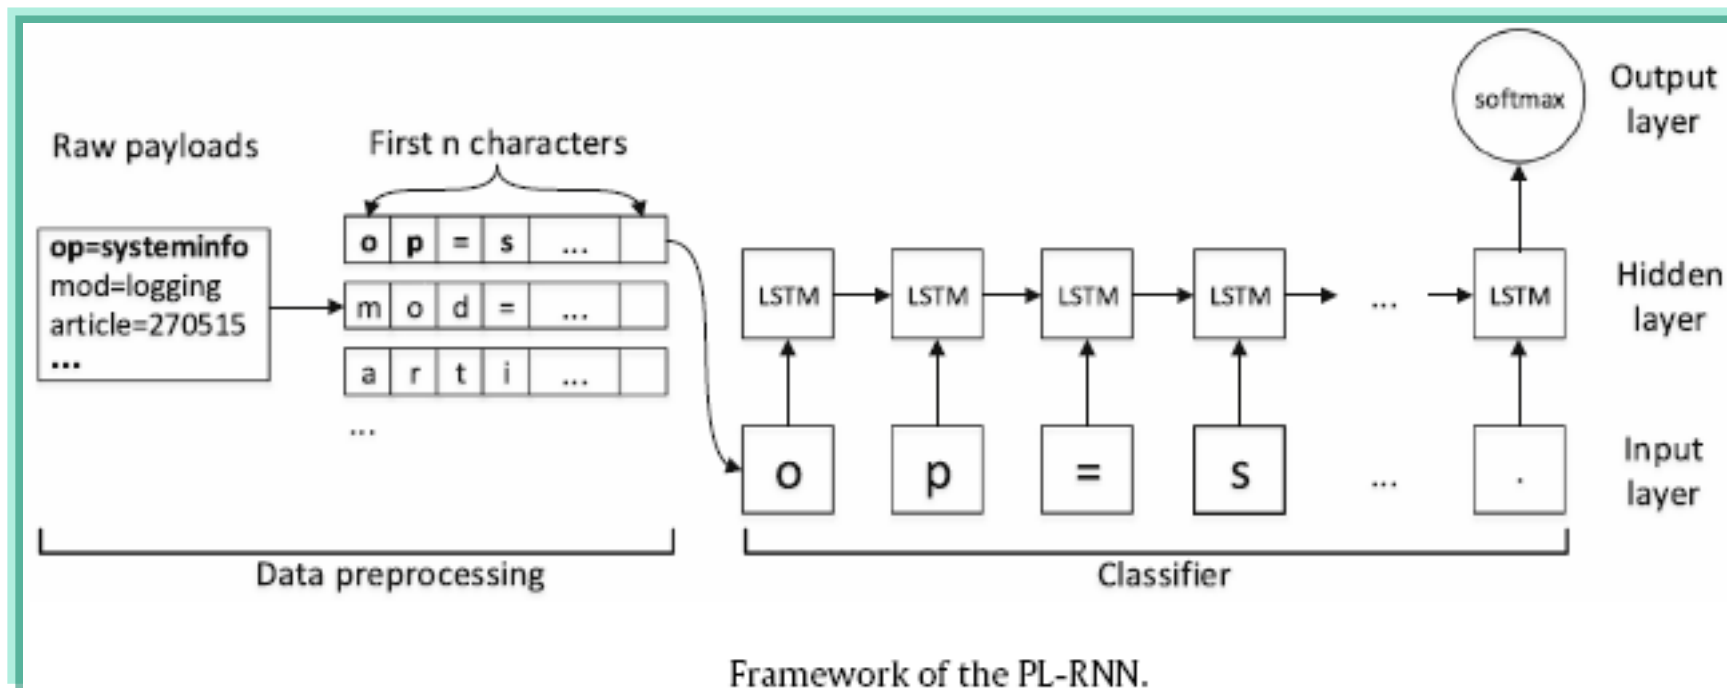 Raw payloads
op=systeminfo
mod=logging
article=270515
...
First n characters
o p = s ...
m o d = ...
a r t i ...
...
softmax
Output
layer
LSTM LSTM LSTM LSTM ... LSTM
Hidden
layer
o p = s ... .
Input
layer
Data preprocessing
Classifier
Framework of the PL-RNN.